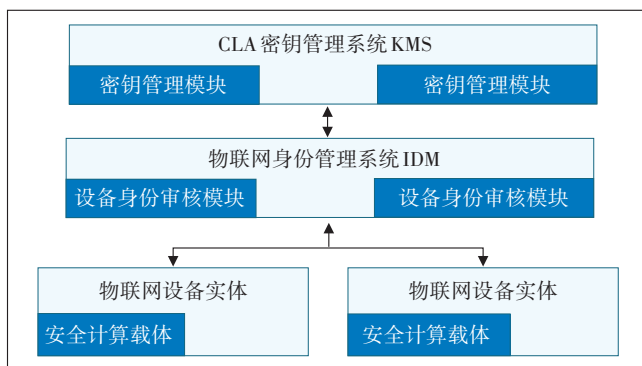 CLA密钥管理系统KMS
密钥管理模块 密钥管理模块
物联网身份管理系统IDM
设备身份审核模块 设备身份审核模块
物联网设备实体 物联网设备实体
安全计算载体 安全计算载体